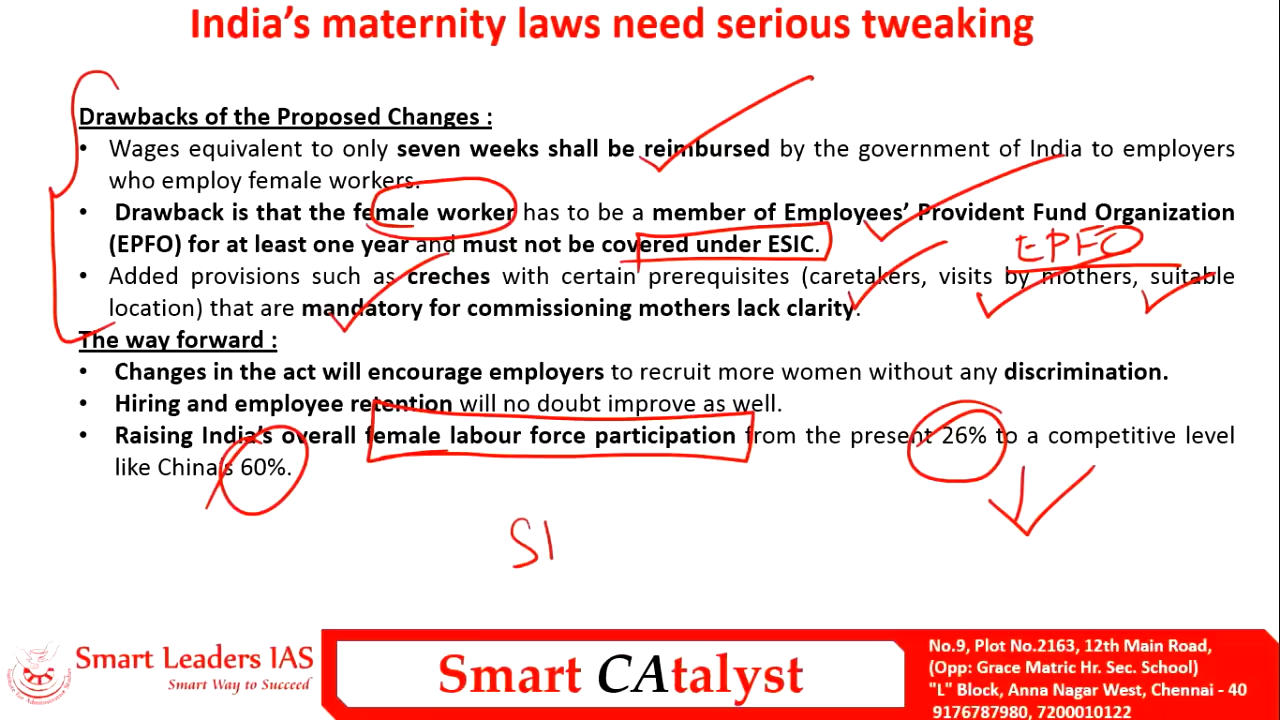 India's maternity laws need serious tweaking
Drawbacks of the Proposed Changes :
• Wages equivalent to only seven weeks shall be reimbursed by the government of India to employers
who employ female workers.
• Drawback is that the female worker has to be a member of Employees' Provident Fund Organization
(EPFO) for at least one year and must not be covered under ESIC.
EPFO
• Added provisions such as creches with certain prerequisites (caretakers, visits by mothers, suitable
location) that are mandatory for commissioning mothers lack clarity.
The way forward :
• Changes in the act will encourage employers to recruit more women without any discrimination.
• Hiring and employee retention will no doubt improve as well.
• Raising India's overall female labour force participation from the present 26% to a competitive level
like China's 60%.
SI
Smart Leaders IAS
Smart Way to Succeed
Smart CAtalyst
No.9, Plot No.2163, 12th Main Road,
(Opp: Grace Matric Hr. Sec. School)
"L" Block, Anna Nagar West, Chennai - 40
9176787980, 7200010122